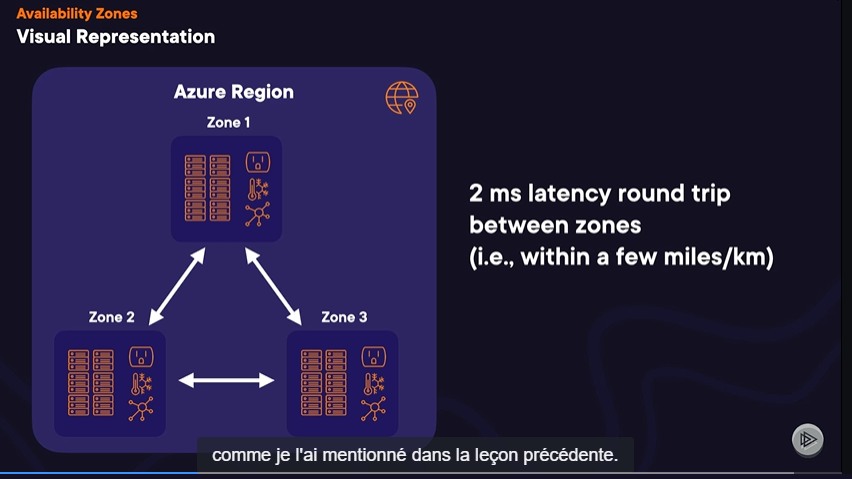 Availability Zones
Visual Representation
Azure Region
Zone 1
2 ms latency round trip
between zones
(i.e., within a few miles/km)
Zone 2
Zone 3
comme je l'ai mentionné dans la leçon précédente.